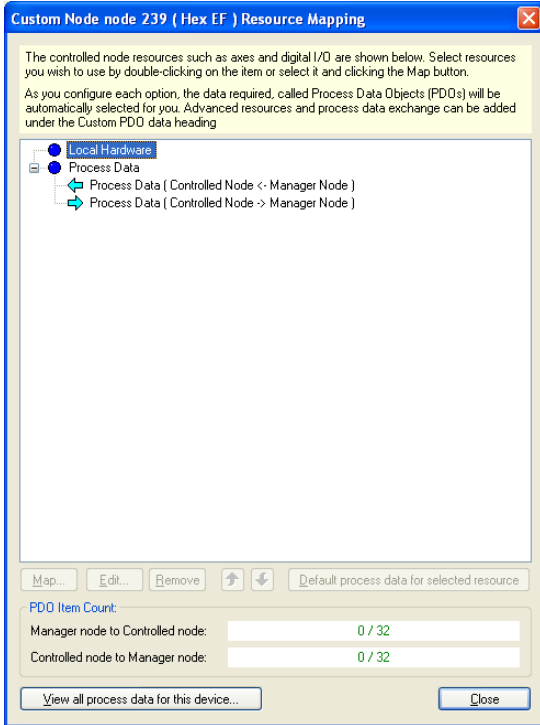 Custom Node node 239 ( Hex EF ) Resource Mapping
The controlled node resources such as axes and digital I/O are shown below. Select resources
you wish to use by double-clicking on the item or select it and clicking the Map button.
As you configure each option, the data required, called Process Data Objects (PDOs) will be
automatically selected for you. Advanced resources and process data exchange can be added
under the Custom PDO data heading
Local Hardware
Process Data
Process Data ( Controlled Node <- Manager Node )
Process Data ( Controlled Node -> Manager Node )
Map... Edit... Remove Default process data for selected resource
PDO Item Count:
Manager node to Controlled node: 0 / 32
Controlled node to Manager node: 0 / 32
View all process data for this device... Close